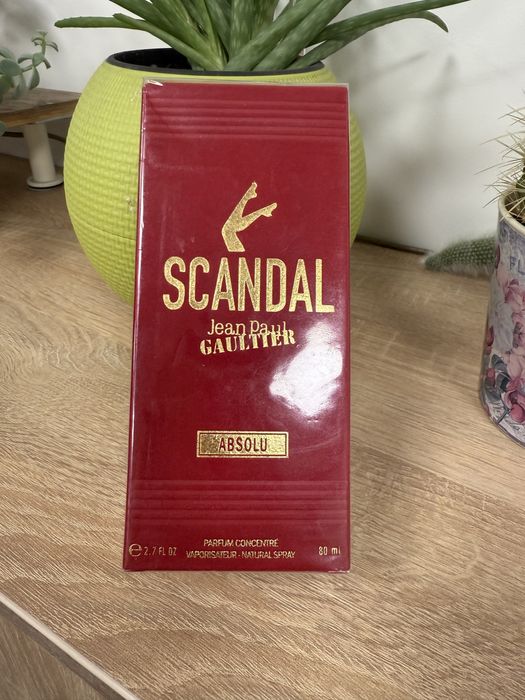 SCANDAL
Jean Paul
GAULTIER
ABSOLU
PARFUM CONCENTRÉ
℮ 2.7 FL OZ VAPORISATEUR - NATURAL SPRAY 80 ml